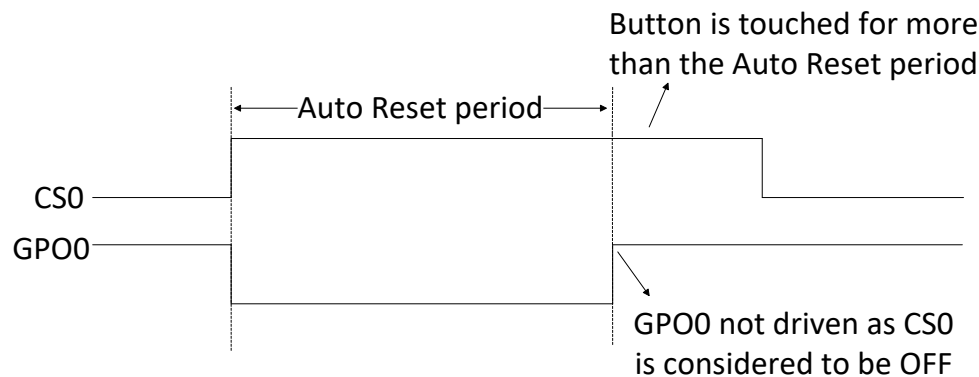 Button is touched for more
than the Auto Reset period
Auto Reset period
CS0
GPO0
GPO0 not driven as CS0
is considered to be OFF